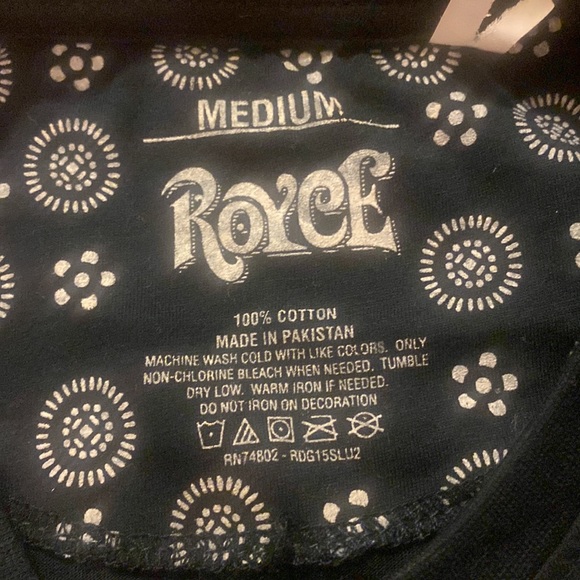 MEDIUM
ROYCE
100% COTTON
MADE IN PAKISTAN
MACHINE WASH COLD WITH LIKE COLORS. ONLY
NON-CHLORINE BLEACH WHEN NEEDED. TUMBLE
DRY LOW. WARM IRON IF NEEDED.
DO NOT IRON ON DECORATION
RN74802 - RDG15SLU2